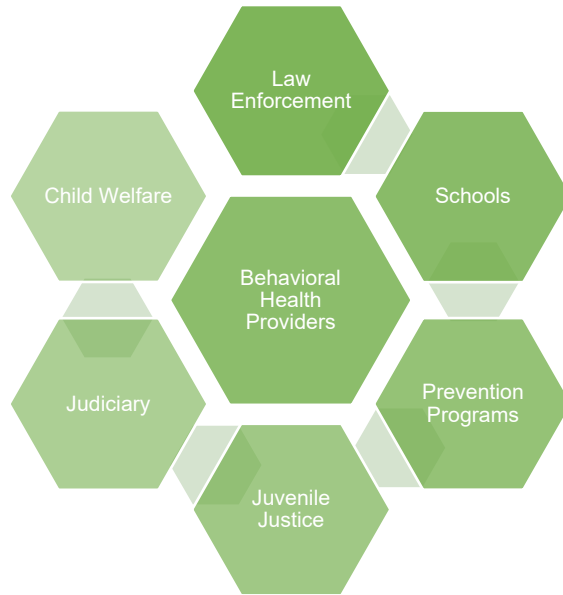 Law
Enforcement
Child Welfare
Schools
Behavioral
Health
Providers
Judiciary
Prevention
Programs
Juvenile
Justice